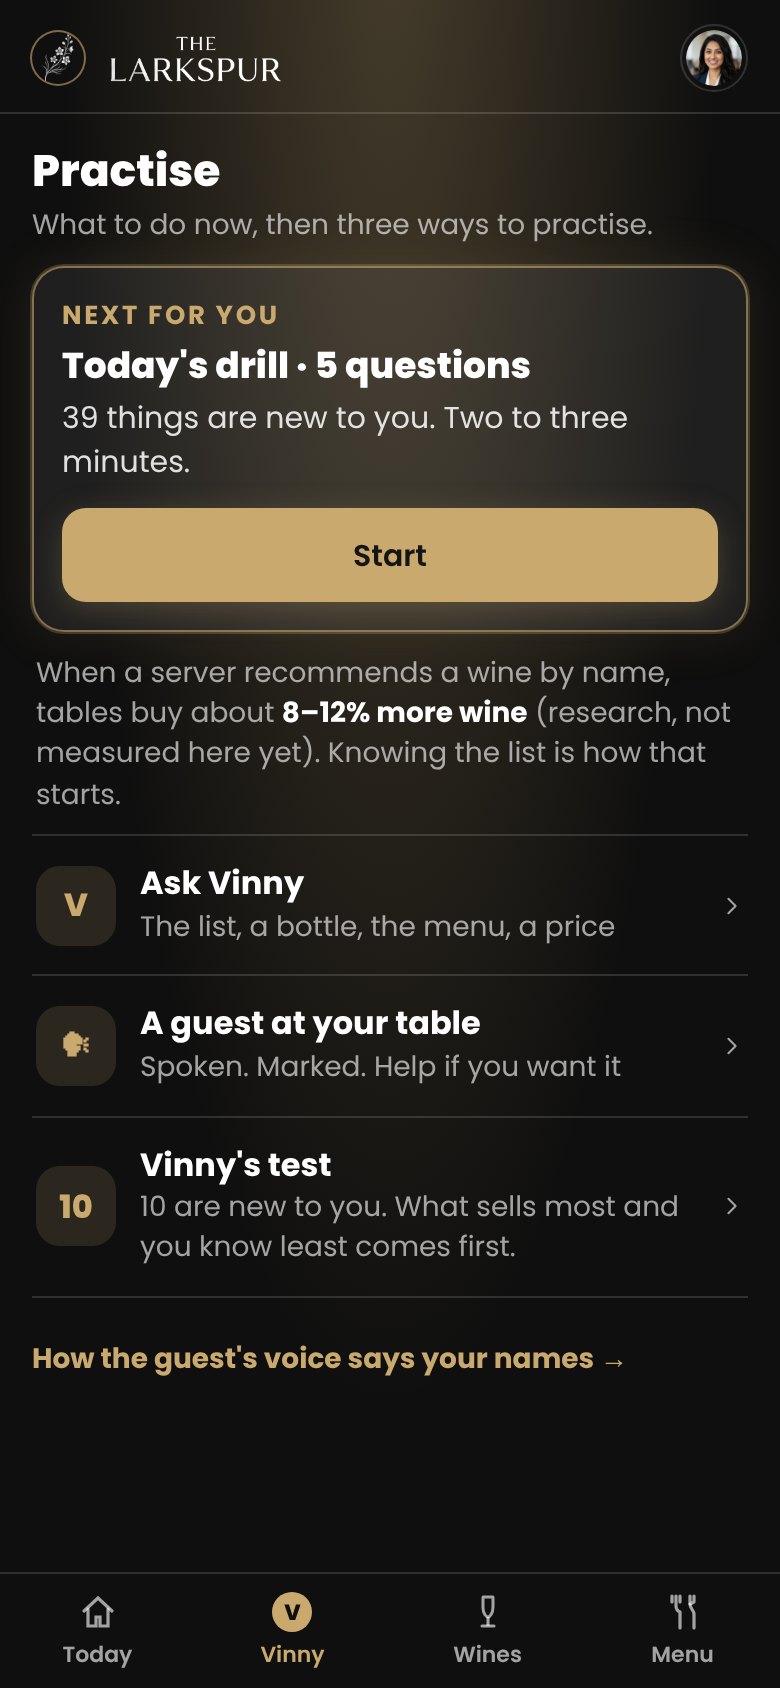 THE
LARKSPUR
Practise
What to do now, then three ways to practise.
NEXT FOR YOU
Today's drill · 5 questions
39 things are new to you. Two to three
minutes.
Start
When a server recommends a wine by name,
tables buy about 8–12% more wine (research, not
measured here yet). Knowing the list is how that
starts.
V
Ask Vinny
The list, a bottle, the menu, a price
A guest at your table
Spoken. Marked. Help if you want it
10
Vinny's test
10 are new to you. What sells most and
you know least comes first.
How the guest's voice says your names →
V
Today
Vinny
Wines
Menu